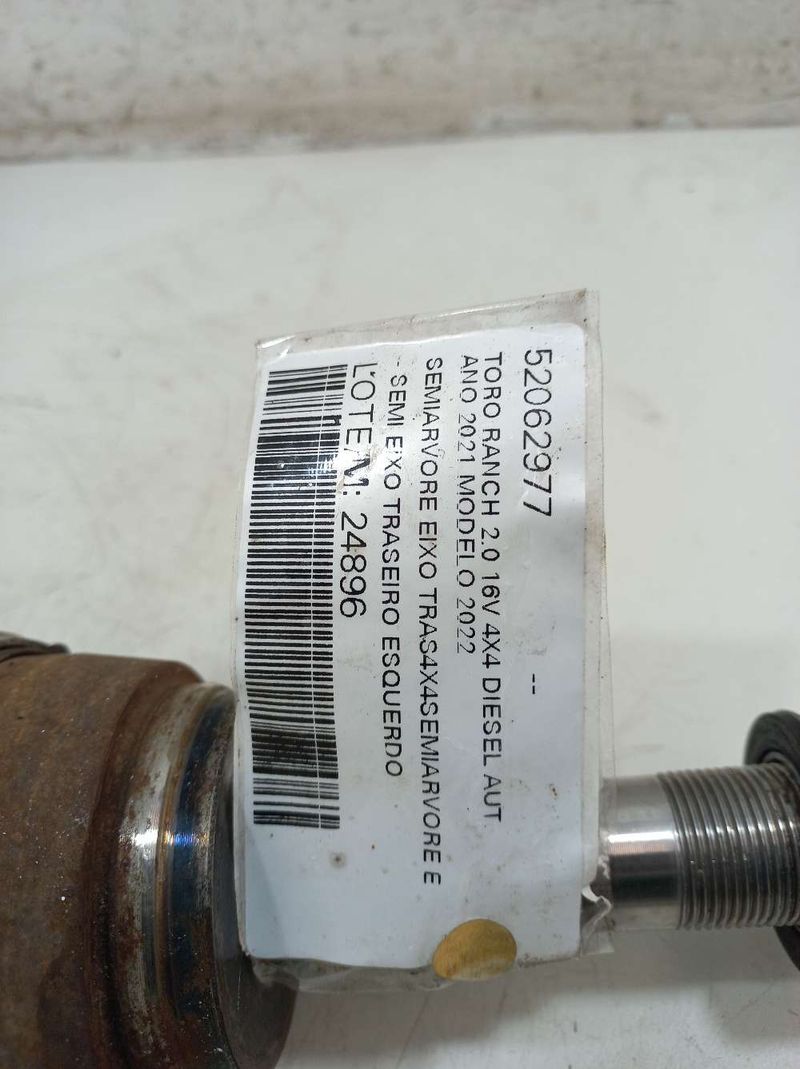 52062977
--
TORO RANCH 2.0 16V 4X4 DIESEL AUT
ANO 2021 MODELO 2022
SEMIARVORE EIXO TRAS4X4SEMIARVORE E
- SEMI EIXO TRASEIRO ESQUERDO
L'OTE/M: 24896